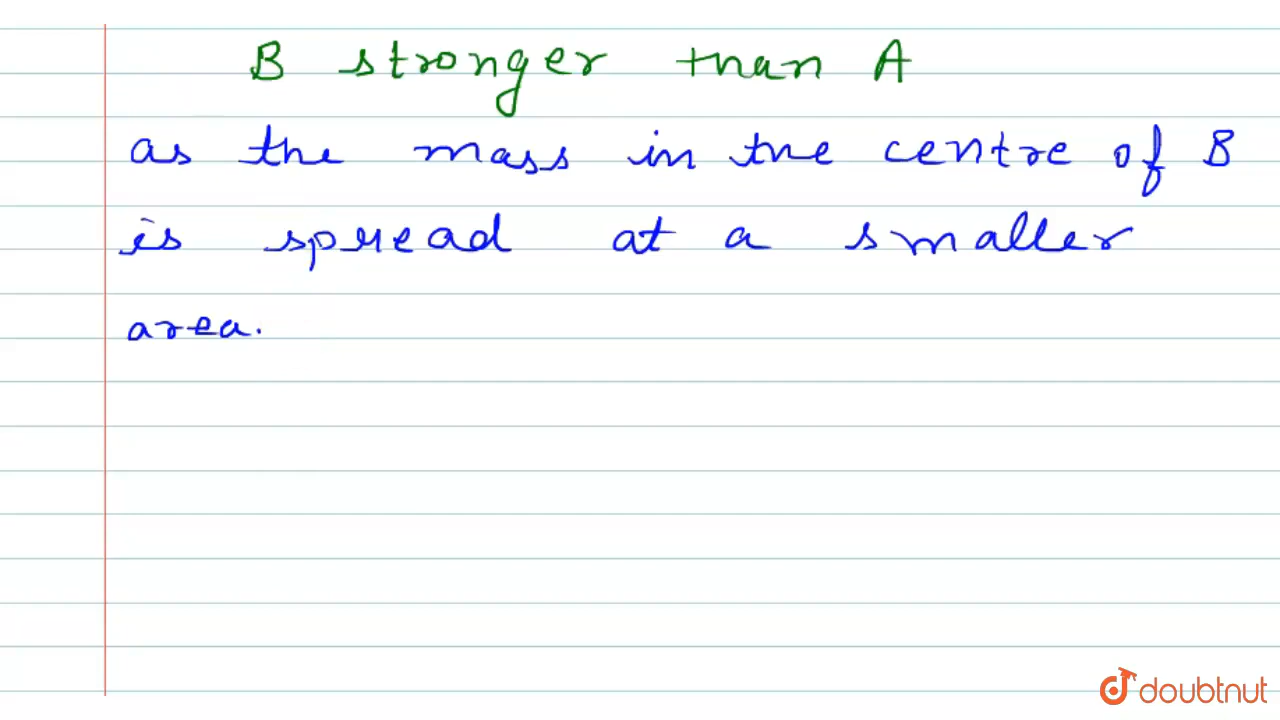 B stronger than A
as the mass in the centre of B
is spread at a smaller
area.
doubtnut